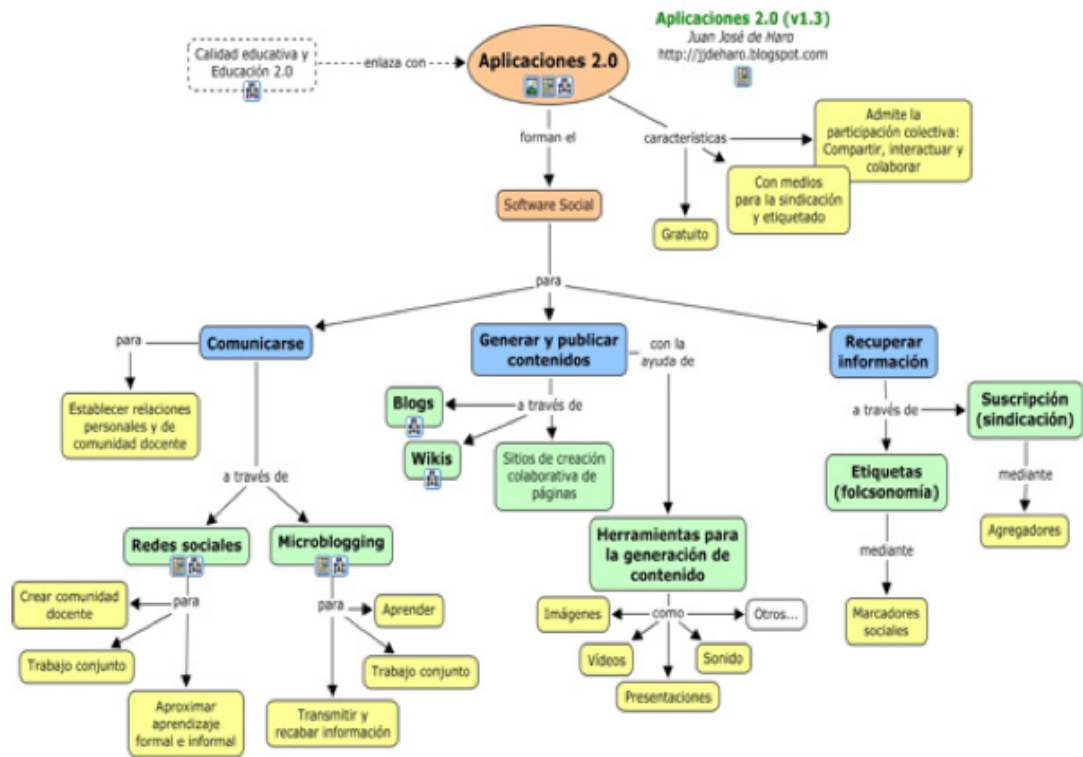 Aplicaciones 2.0 (v1.3)
Juan José de Haro
http://jjdeharo.blogspot.com
Calidad educativa y
Educación 2.0
enlaza con
Aplicaciones 2.0
forman el
características
Admite la
participación colectiva:
Compartir, interactuar y
colaborar
Con medios
para la sindicación
y etiquetado
Gratuito
Software Social
para
Comunicarse
para
Establecer relaciones
personales y de
comunidad docente
a través de
Redes sociales
para
Crear comunidad
docente
Trabajo conjunto
Aproximar
aprendizaje
formal e informal
Microblogging
para
Aprender
Trabajo conjunto
Transmitir y
recabar información
Generar y publicar
contenidos
a través de
Blogs
Wikis
Sitios de creación
colaborativa de
páginas
con la
ayuda de
Herramientas para
la generación de
contenido
como
Imágenes
Vídeos
Presentaciones
Sonido
Otros...
Recuperar
información
a través de
Suscripción
(sindicación)
mediante
Agregadores
Etiquetas
(folcsonomía)
mediante
Marcadores
sociales